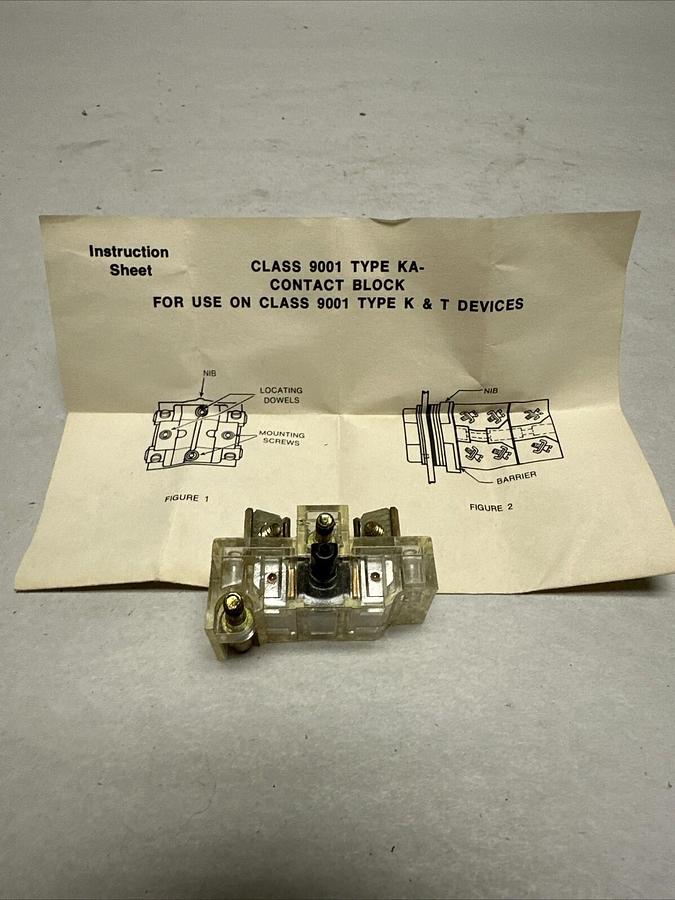 Instruction
Sheet
CLASS 9001 TYPE KA-
CONTACT BLOCK
FOR USE ON CLASS 9001 TYPE K & T DEVICES
NIB
LOCATING
DOWELS
MOUNTING
SCREWS
FIGURE 1
NIB
BARRIER
FIGURE 2